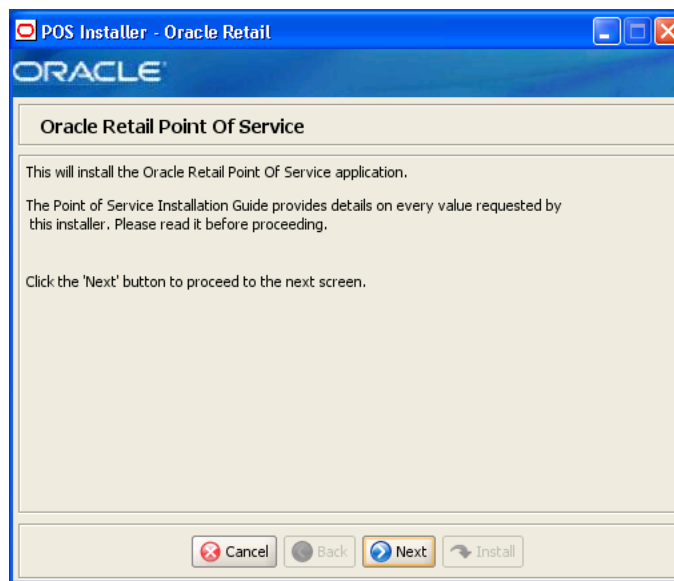 POS Installer - Oracle Retail
ORACLE
Oracle Retail Point Of Service
This will install the Oracle Retail Point Of Service application.
The Point of Service Installation Guide provides details on every value requested by
this installer. Please read it before proceeding.
Click the 'Next' button to proceed to the next screen.
Cancel Back Next Install